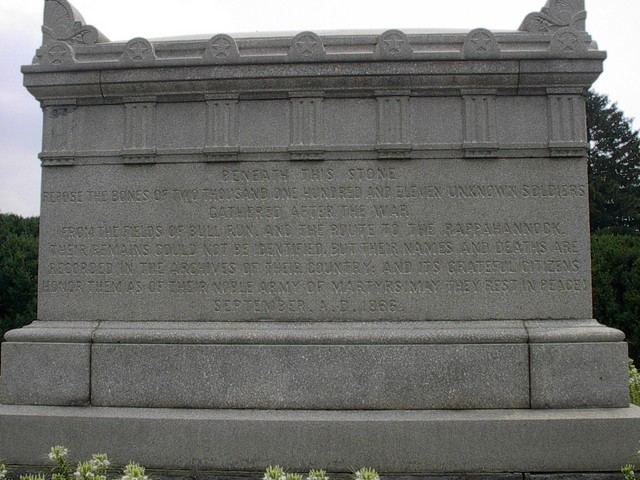 BENEATH THIS STONE
REPOSE THE BONES OF TWO THOUSAND ONE HUNDRED AND ELEVEN UNKNOWN SOLDIERS
GATHERED AFTER THE WAR
FROM THE FIELDS OF BULL RUN, AND THE ROUTE TO THE RAPPAHANNOCK.
THEIR REMAINS COULD NOT BE IDENTIFIED, BUT THEIR NAMES AND DEATHS ARE
RECORDED IN THE ARCHIVES OF THEIR COUNTRY; AND ITS GRATEFUL CITIZENS
HONOR THEM AS OF THEIR NOBLE ARMY OF MARTYRS. MAY THEY REST IN PEACE!
SEPTEMBER. A.D. 1866.